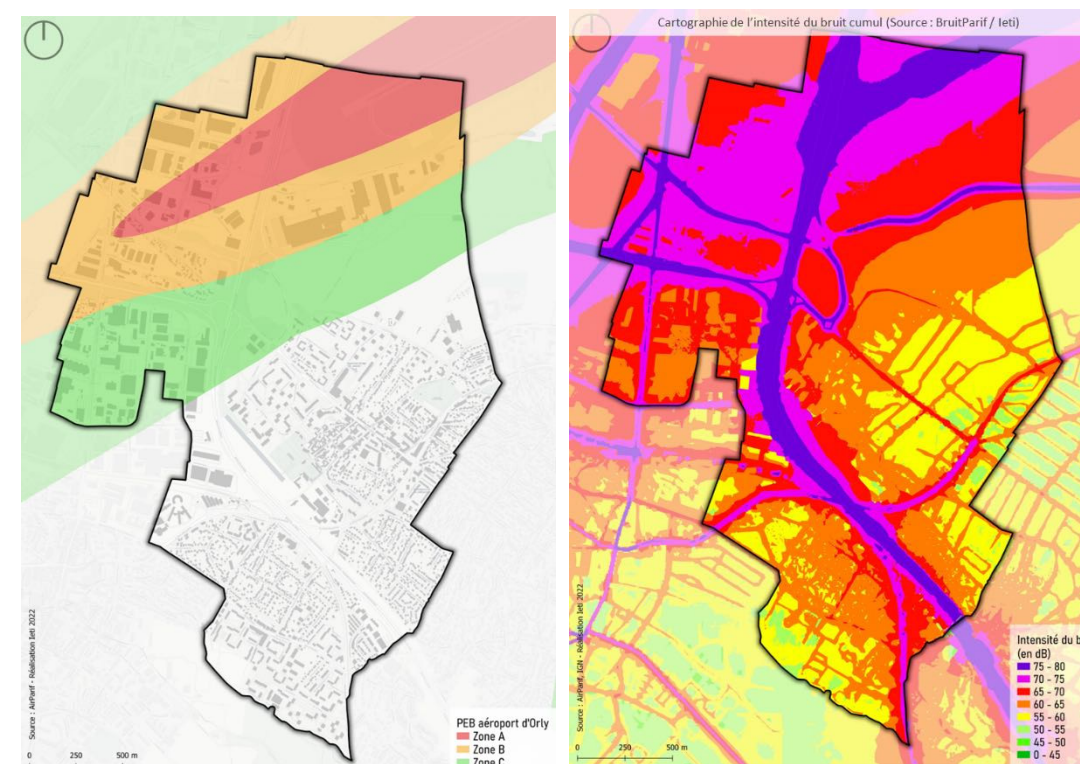 PEB aéroport d'Orly
Zone A
Zone B
Zone C
0 250 500 m
Source : AirParif - Réalisation Ieti 2022
Cartographie de l'intensité du bruit cumul (Source : BruitParif / Ieti)
Intensité du b
(en dB)
75 - 80
70 - 75
65 - 70
60 - 65
55 - 60
50 - 55
45 - 50
0 - 45
0 250 500 m
Source : AirParif, IGN - Réalisation Ieti 2022